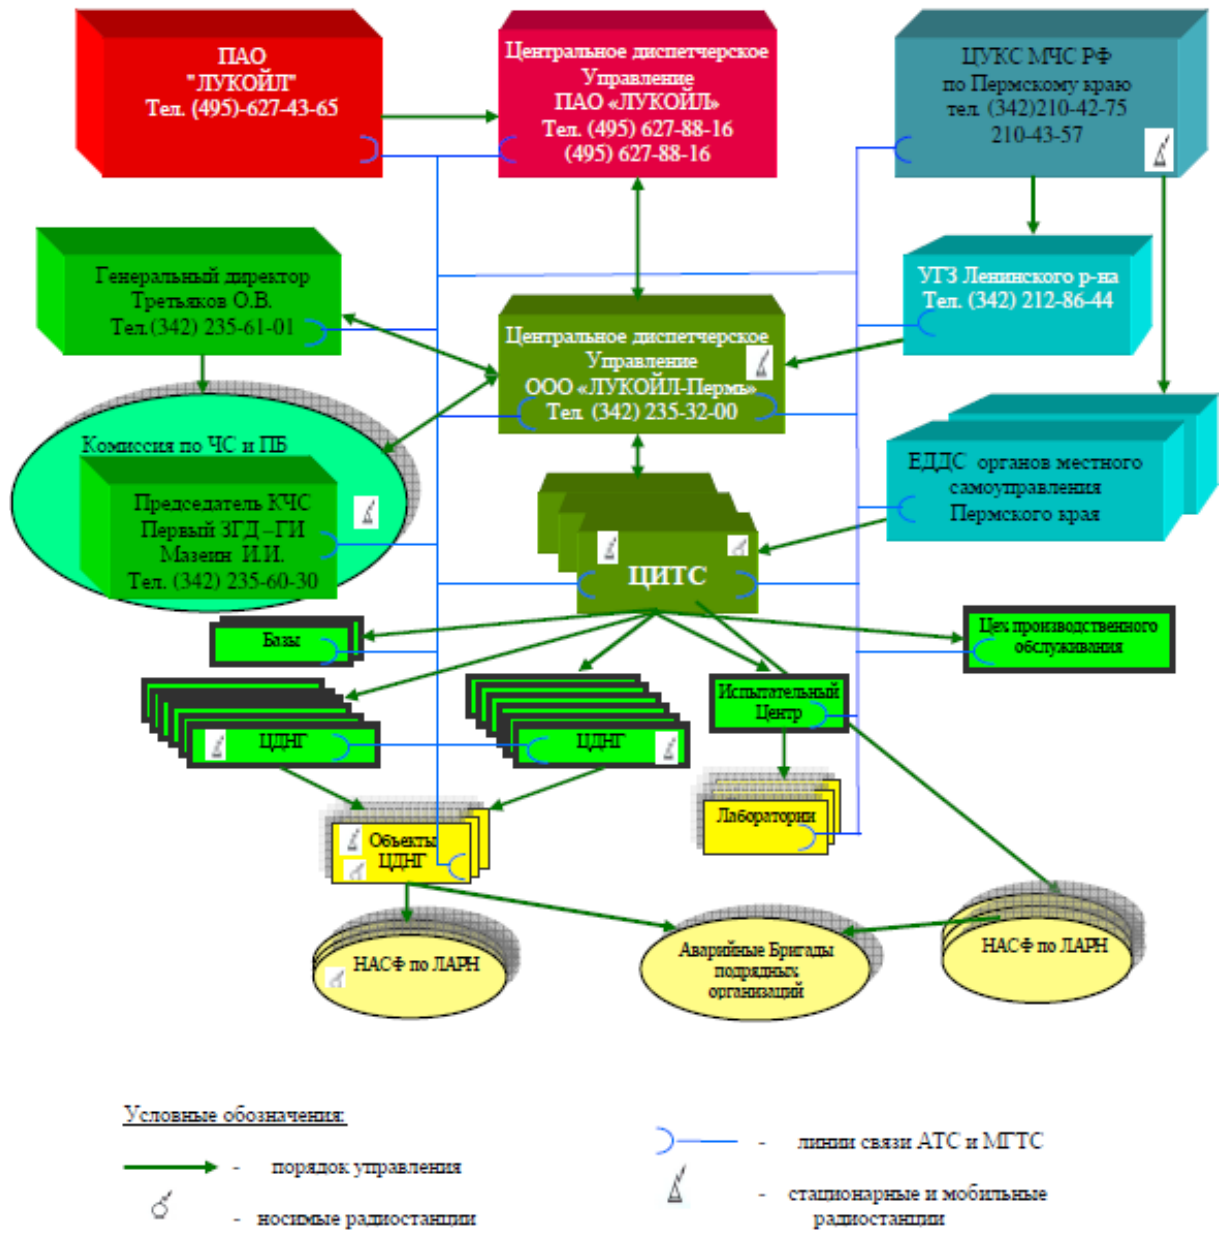 ПАО
"ЛУКОЙЛ"
Тел. (495)-627-43-65
Центральное диспетчерское
Управление
ПАО «ЛУКОЙЛ»
Тел. (495) 627-88-16
(495) 627-88-16
ЦУКС МЧС РФ
по Пермскому краю
тел. (342)210-42-75
210-43-57
Генеральный директор
Третьяков О.В.
Тел.(342) 235-61-01
Центральное диспетчерское
Управление
ООО «ЛУКОЙЛ-Пермь»
Тел. (342) 235-32-00
УГЗ Ленинского р-на
Тел. (342) 212-86-44
Комиссия по ЧС и ПБ
Председатель КЧС
Первый ЗГД –ГИ
Мазеин И.И.
Тел. (342) 235-60-30
ЕДДС органов местного
самоуправления
Пермского края
ЦИТС
Базы
Цех производственного
обслуживания
ЦДНГ
ЦДНГ
Испытательный
Центр
Объекты
ЦДНГ
Лаборатории
НАСФ по ЛАРН
Аварийные Бригады
подрядных
организаций
НАСФ по ЛАРН
Условные обозначения:
- порядок управления
- носимые радиостанции
- линии связи АТС и МГТС
- стационарные и мобильные
радиостанции